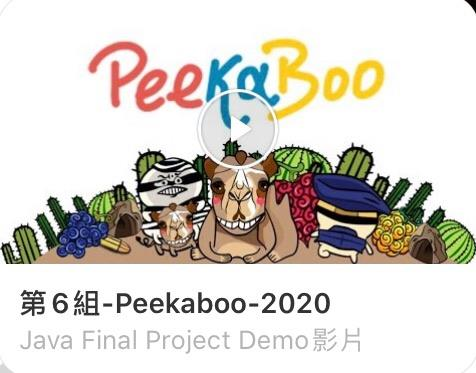 PeekaBoo
第6組-Peekaboo-2020
Java Final Project Demo影片